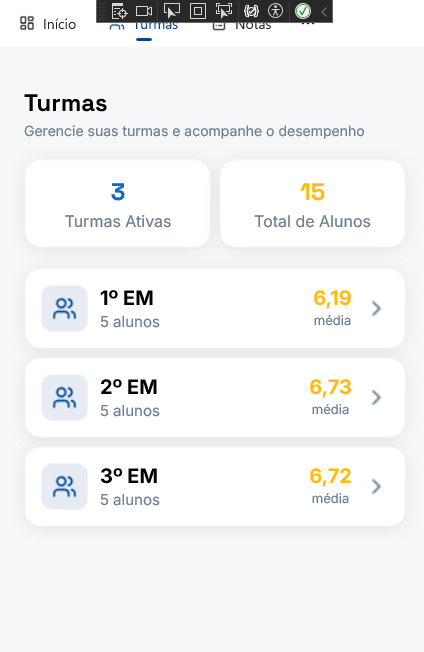 Início
Turmas
Notas
Turmas
Gerencie suas turmas e acompanhe o desempenho
3
15
Turmas Ativas
Total de Alunos
1º EM
6,19
5 alunos
média
2º EM
6,73
5 alunos
média
3º EM
6,72
5 alunos
média